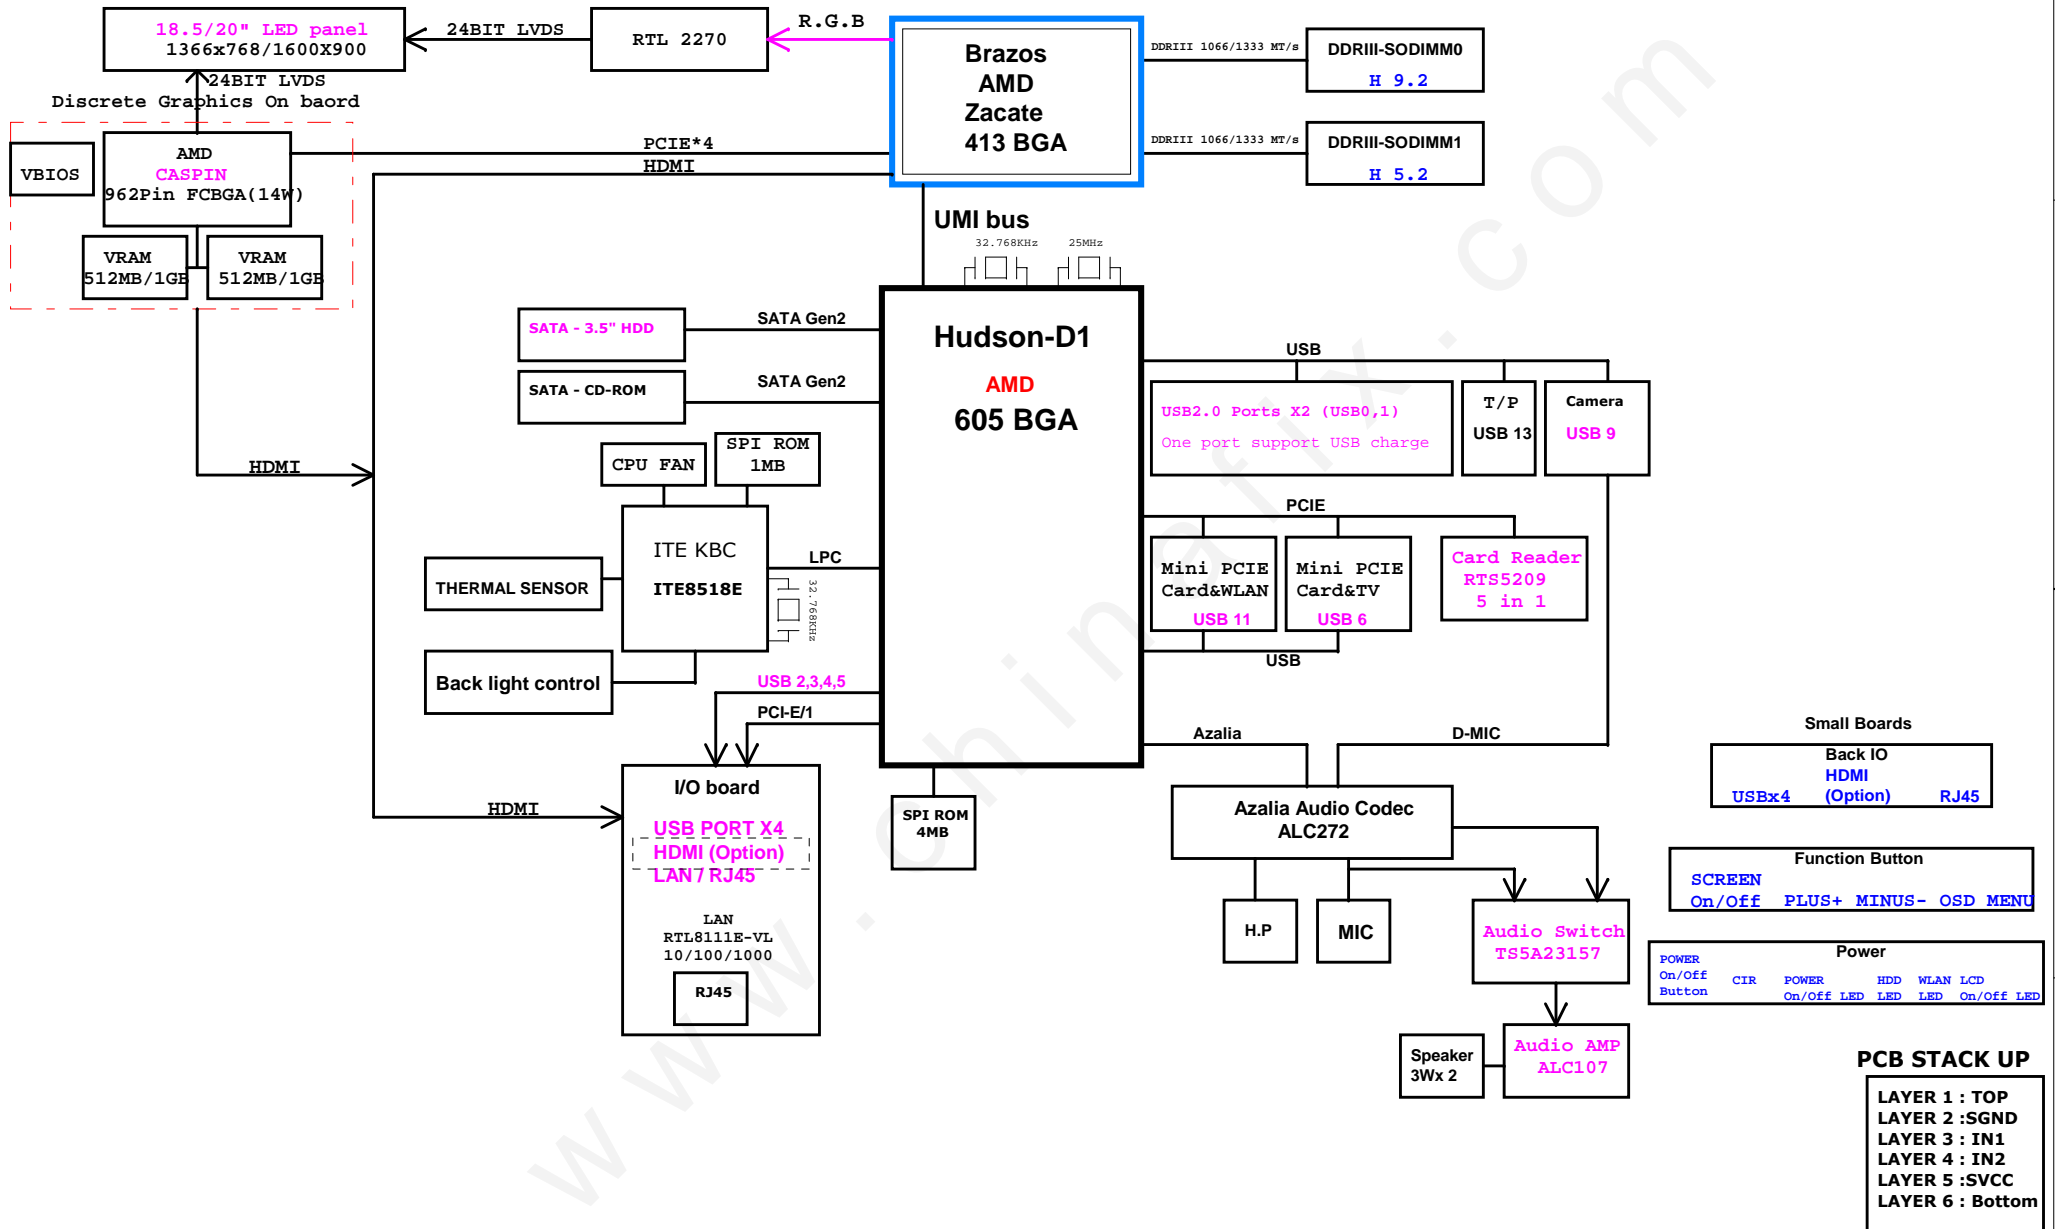 18.5/20" LED panel
1366x768/1600X900
24BIT LVDS
RTL 2270
R.G.B
24BIT LVDS
Discrete Graphics On baord
VBIOS
AMD
CASPIN
962Pin FCBGA(14W)
VRAM
512MB/1GB
VRAM
512MB/1GB
PCIE*4
HDMI
Brazos
AMD
Zacate
413 BGA
DDRIII 1066/1333 MT/s
DDRIII-SODIMM0
H 9.2
DDRIII 1066/1333 MT/s
DDRIII-SODIMM1
H 5.2
UMI bus
32.768KHz
25MHz
Hudson-D1
AMD
605 BGA
SATA - 3.5" HDD
SATA Gen2
SATA - CD-ROM
SATA Gen2
HDMI
CPU FAN
SPI ROM
1MB
ITE KBC
ITE8518E
LPC
32.768KHz
THERMAL SENSOR
Back light control
USB 2,3,4,5
PCI-E/1
HDMI
I/O board
USB PORT X4
HDMI (Option)
LAN / RJ45
LAN
RTL8111E-VL
10/100/1000
RJ45
SPI ROM
4MB
USB
USB2.0 Ports X2 (USB0,1)
One port support USB charge
T/P
USB 13
Camera
USB 9
PCIE
Mini PCIE
Card&WLAN
USB 11
Mini PCIE
Card&TV
USB 6
Card Reader
RTS5209
5 in 1
USB
Azalia
D-MIC
Azalia Audio Codec
ALC272
H.P
MIC
Audio Switch
TS5A23157
Audio AMP
ALC107
Speaker
3Wx 2
Small Boards
Back IO
HDMI
USBx4 (Option) RJ45
Function Button
SCREEN
On/Off PLUS+ MINUS- OSD MENU
Power
POWER
On/Off
Button
CIR
POWER
On/Off LED
HDD
LED
WLAN
LED
LCD
On/Off LED
PCB STACK UP
LAYER 1 : TOP
LAYER 2 :SGND
LAYER 3 : IN1
LAYER 4 : IN2
LAYER 5 :SVCC
LAYER 6 : Bottom
www.chinafix.com